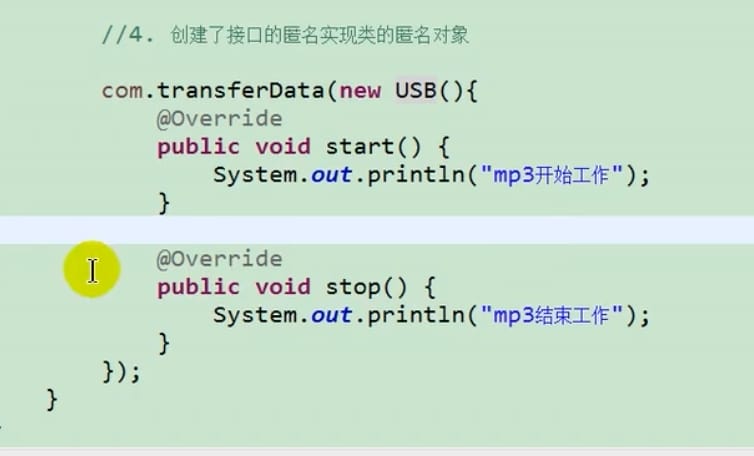 //4. 创建了接口的匿名实现类的匿名对象
com.transferData(new USB(){
@Override
public void start() {
System.out.println("mp3开始工作");
}
@Override
public void stop() {
System.out.println("mp3结束工作");
}
});
}